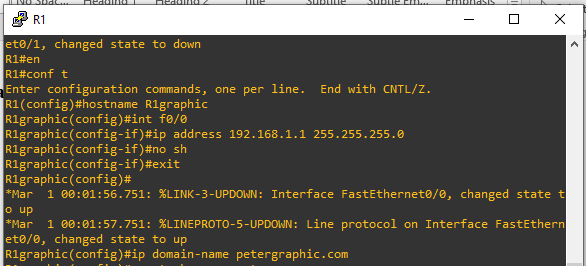 No Spac... Heading 1 Heading 2 Title Subtitle Subtle Em... Emphasis
R1
et0/1, changed state to down
R1#en
R1#conf t
Enter configuration commands, one per line.  End with CNTL/Z.
R1(config)#hostname R1graphic
R1graphic(config)#int f0/0
R1graphic(config-if)#ip address 192.168.1.1 255.255.255.0
R1graphic(config-if)#no sh
R1graphic(config-if)#exit
R1graphic(config)#
*Mar  1 00:01:56.751: %LINK-3-UPDOWN: Interface FastEthernet0/0, changed state t
o up
*Mar  1 00:01:57.751: %LINEPROTO-5-UPDOWN: Line protocol on Interface FastEthern
et0/0, changed state to up
R1graphic(config)#ip domain-name petergraphic.com